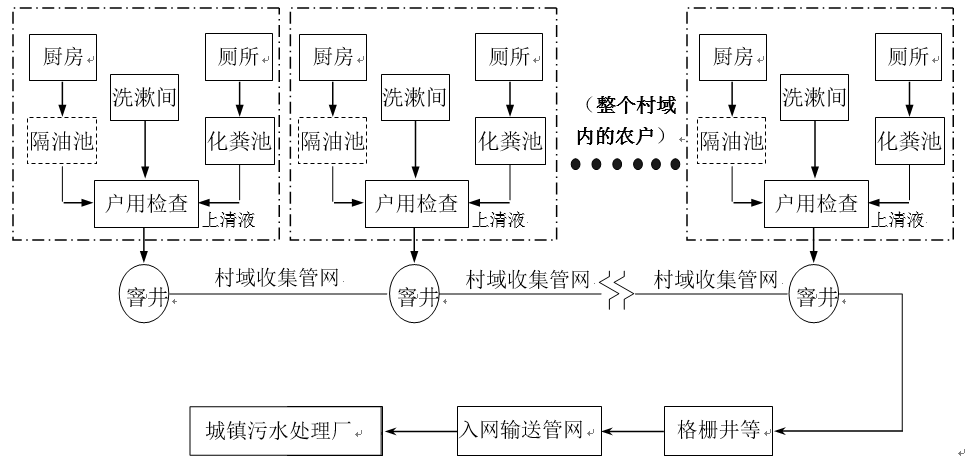 厨房
厕所
洗漱间
隔油池
化粪池
户用检查
上清液
厨房
厕所
洗漱间
隔油池
化粪池
户用检查
上清液
（整个村域
内的农户）
厨房
厕所
洗漱间
隔油池
化粪池
户用检查
上清液
窨井
村域收集管网
窨井
村域收集管网
村域收集管网
窨井
城镇污水处理厂
入网输送管网
格栅井等